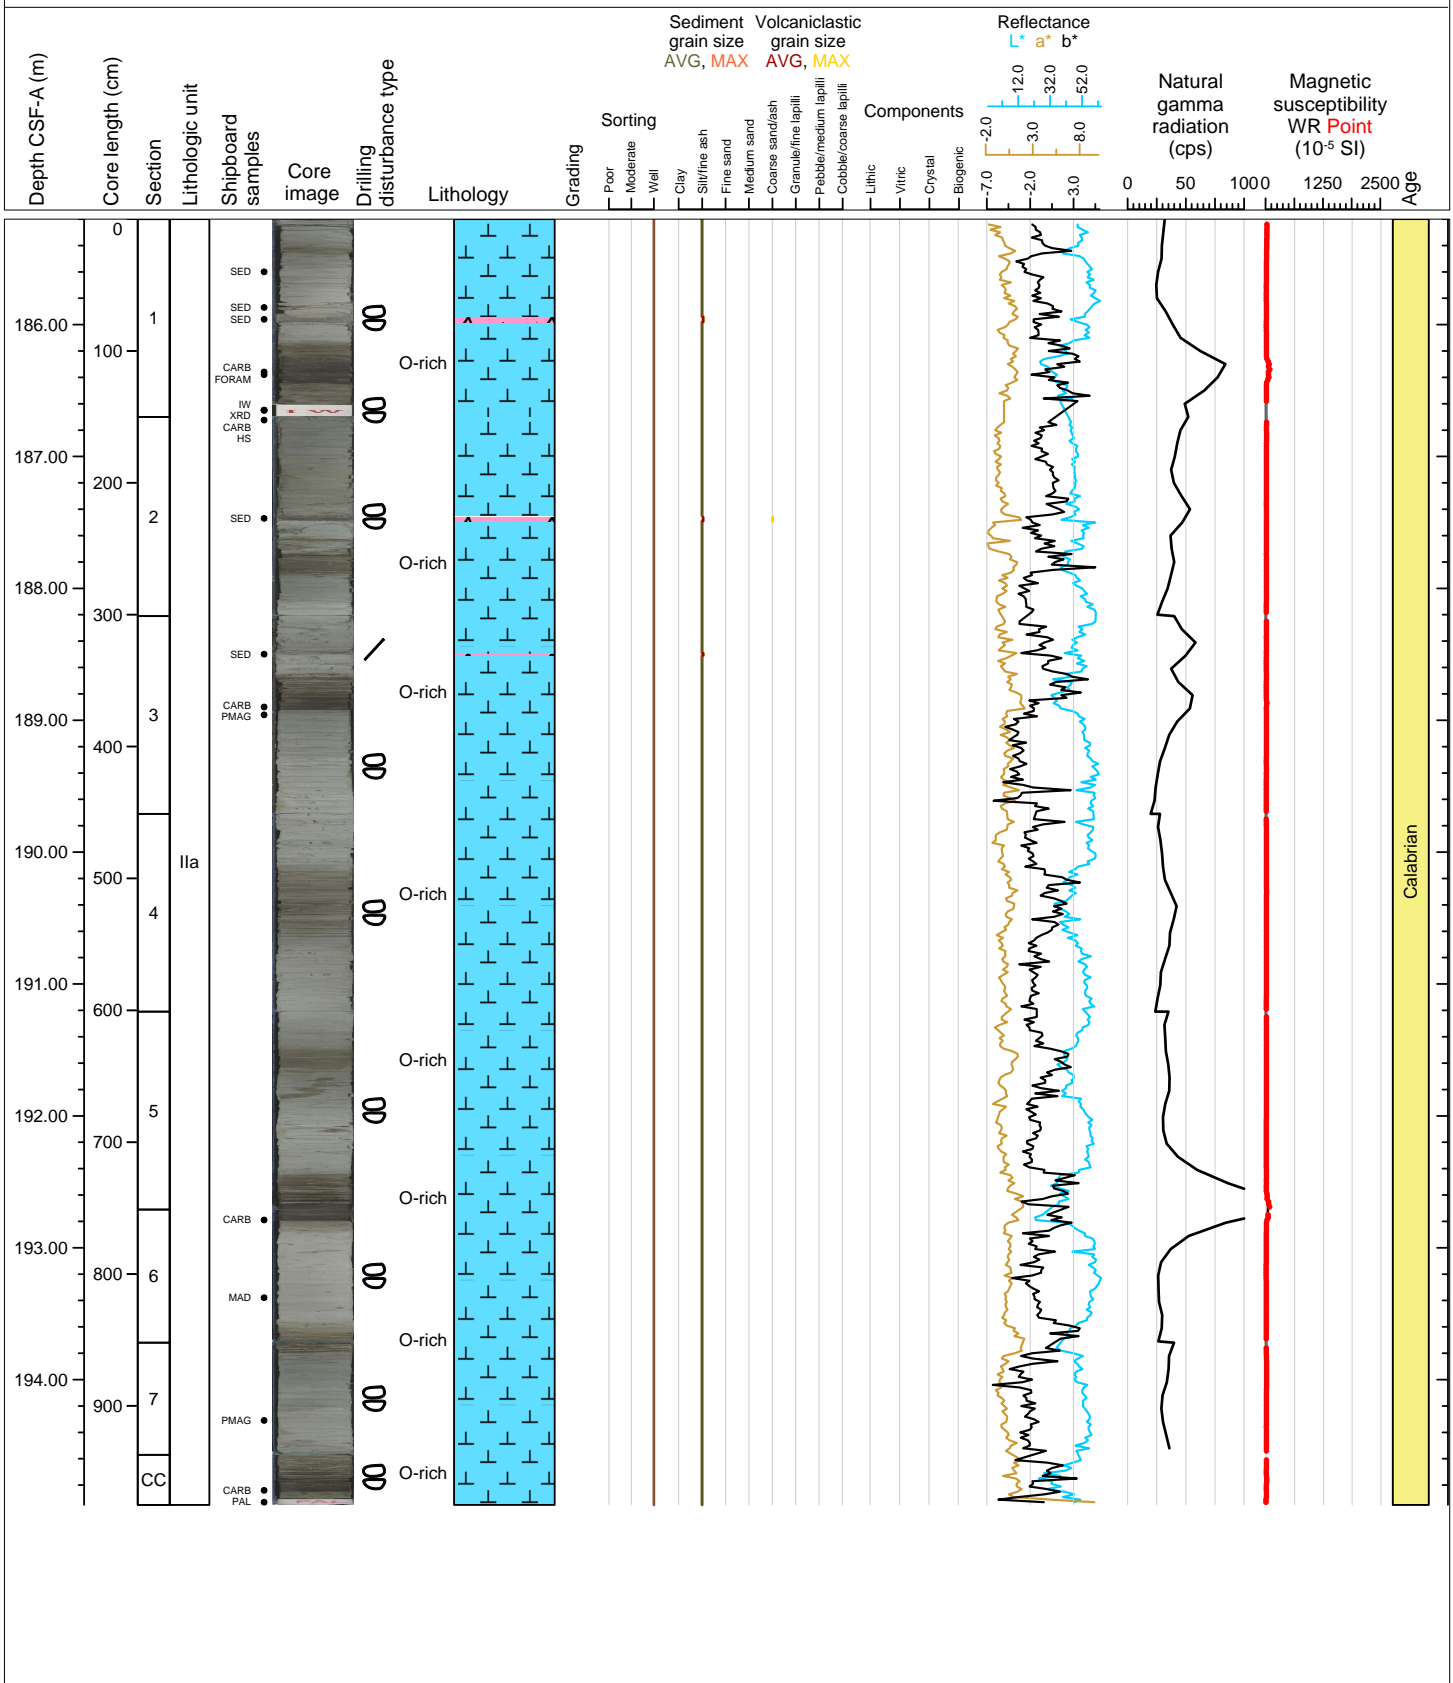 Depth CSF-A (m)
Core length (cm)
Section
Lithologic unit
Shipboard
samples
Core
image
Drilling
disturbance type
Lithology
Grading
Sorting
Poor
Moderate
Well
Sediment
grain size
AVG, MAX
Volcaniclastic
grain size
AVG, MAX
Clay
Silt/fine ash
Fine sand
Medium sand
Coarse sand/ash
Granule/fine lapilli
Pebble/medium lapilli
Cobble/coarse lapilli
Components
Lithic
Vitric
Crystal
Biogenic
Reflectance
L* a* b*
12.0 32.0 52.0
-2.0 3.0 8.0
-7.0 -2.0 3.0
Natural
gamma
radiation
(cps)
0 50 100
Magnetic
susceptibility
WR Point
(10-5 SI)
0 0 1250 2500
Age
0
SED
SED
SED
186.00
1
100
O-rich
CARB
FORAM
IW
XRD
CARB
HS
I W
187.00
200
2
SED
O-rich
188.00
300
SED
O-rich
CARB
PMAG
3
189.00
400
190.00
IIa
Calabrian
500
O-rich
4
191.00
600
O-rich
5
192.00
700
O-rich
CARB
193.00
800
6
MAD
O-rich
194.00
7
900
PMAG
O-rich
CC
CARB
PAL
PAL